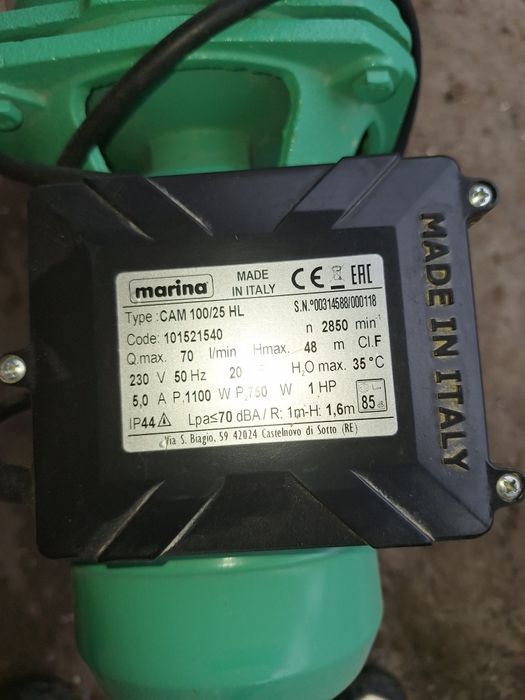 marina
MADE
IN ITALY
CE EAC
Type :CAM 100/25 HL
S.N.°00314588/000118
Code: 101521540
n 2850 min⁻¹
Q.max. 70 l/min Hmax. 48 m Cl.F
230 V 50 Hz 20 H₂O max. 35 °C
5,0 A P.1100 W P.750 W 1 HP
85 dB
IP44 Lpa≤70 dBA / R: 1m-H: 1,6m
Via S. Biagio, 59 42024 Castelnovo di Sotto (RE)
MADE IN ITALY